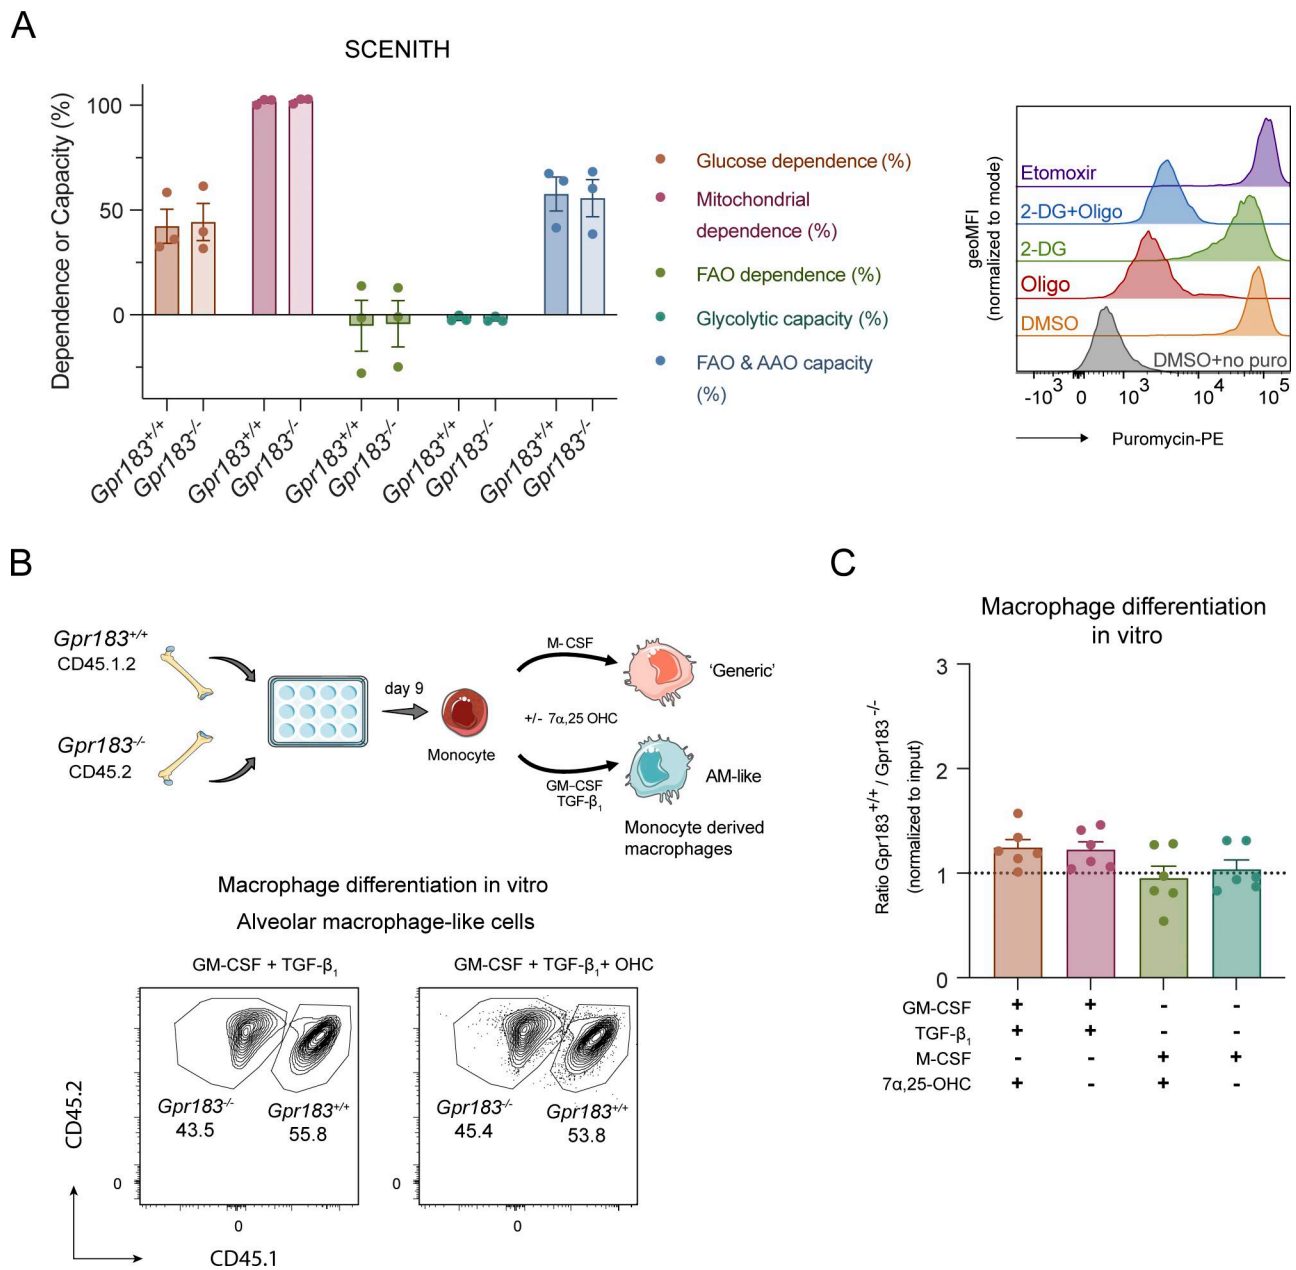 A
SCENITH
Dependence or Capacity (%)
100
50
0
Gpr183+/+
Gpr183-/-
Gpr183+/+
Gpr183-/-
Gpr183+/+
Gpr183-/-
Gpr183+/+
Gpr183-/-
Gpr183+/+
Gpr183-/-
Glucose dependence (%)
Mitochondrial
dependence (%)
FAO dependence (%)
Glycolytic capacity (%)
FAO & AAO capacity
(%)
geoMFI
(normalized to mode)
Etomoxir
2-DG+Oligo
2-DG
Oligo
DMSO
DMSO+no puro
-10³ 0 10³ 10⁴ 10⁵
Puromycin-PE
B
Gpr183+/+
CD45.1.2
Gpr183-/-
CD45.2
day 9
Monocyte
M-CSF
+/- 7α,25 OHC
GM-CSF
TGF-β₁
'Generic'
AM-like
Monocyte derived
macrophages
Macrophage differentiation in vitro
Alveolar macrophage-like cells
GM-CSF + TGF-β₁
GM-CSF + TGF-β₁+ OHC
CD45.2
Gpr183-/-
43.5
Gpr183+/+
55.8
0
0
Gpr183-/-
45.4
Gpr183+/+
53.8
0
0
CD45.1
C
Macrophage differentiation
in vitro
Ratio Gpr183+/+ / Gpr183 -/-
(normalized to input)
3
2
1
0
GM-CSF + + - -
TGF-β₁ + + - -
M-CSF - - + +
7α,25-OHC + - + -